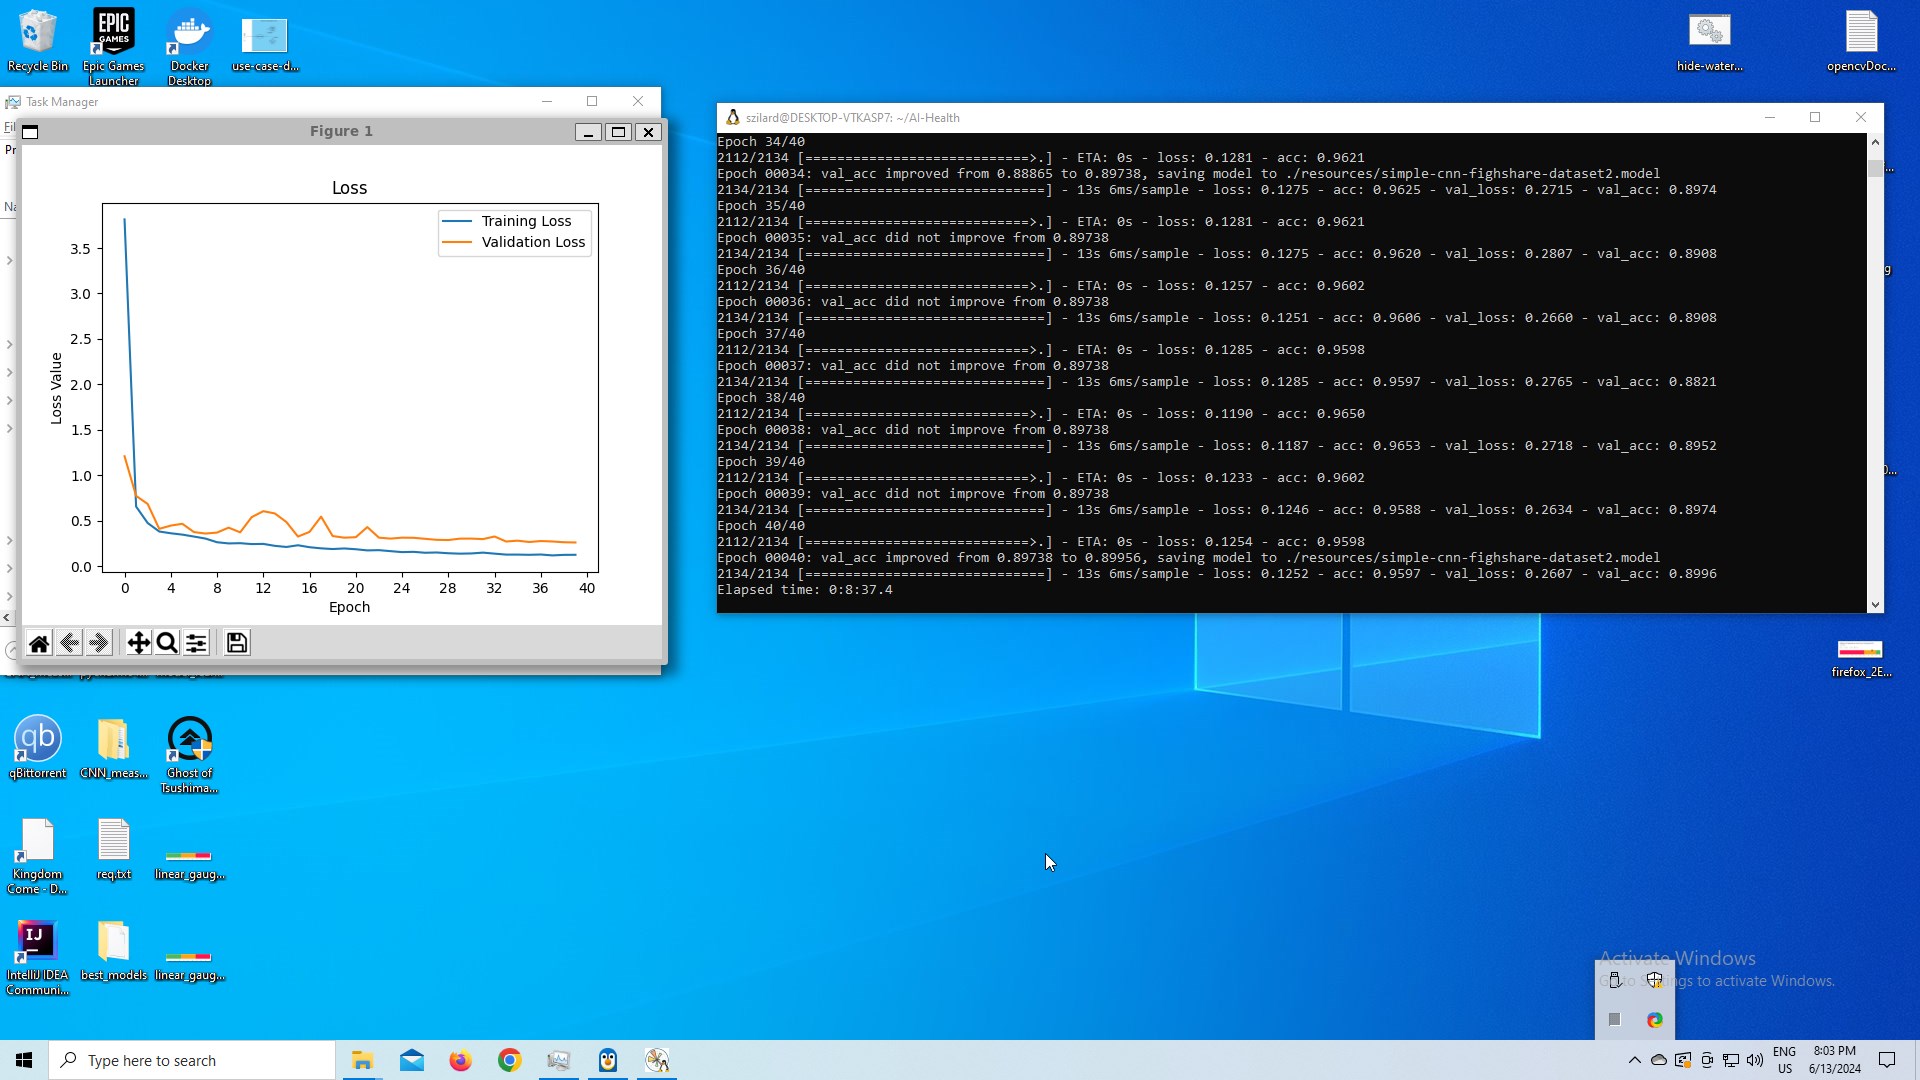 Recycle Bin
Epic Games Launcher
Docker Desktop
use-case-d...
hide-water...
opencvDoc...
Task Manager
Figure 1
Loss
Training Loss
Validation Loss
3.5
3.0
2.5
2.0
1.5
1.0
0.5
0.0
Loss Value
0 4 8 12 16 20 24 28 32 36 40
Epoch
szilard@DESKTOP-VTKASP7: ~/AI-Health
Epoch 34/40
2112/2134 [============================>.] - ETA: 0s - loss: 0.1281 - acc: 0.9621
Epoch 00034: val_acc improved from 0.88865 to 0.89738, saving model to ./resources/simple-cnn-fighshare-dataset2.model
2134/2134 [==============================] - 13s 6ms/sample - loss: 0.1275 - acc: 0.9625 - val_loss: 0.2715 - val_acc: 0.8974
Epoch 35/40
2112/2134 [============================>.] - ETA: 0s - loss: 0.1281 - acc: 0.9621
Epoch 00035: val_acc did not improve from 0.89738
2134/2134 [==============================] - 13s 6ms/sample - loss: 0.1275 - acc: 0.9620 - val_loss: 0.2807 - val_acc: 0.8908
Epoch 36/40
2112/2134 [============================>.] - ETA: 0s - loss: 0.1257 - acc: 0.9602
Epoch 00036: val_acc did not improve from 0.89738
2134/2134 [==============================] - 13s 6ms/sample - loss: 0.1251 - acc: 0.9606 - val_loss: 0.2660 - val_acc: 0.8908
Epoch 37/40
2112/2134 [============================>.] - ETA: 0s - loss: 0.1285 - acc: 0.9598
Epoch 00037: val_acc did not improve from 0.89738
2134/2134 [==============================] - 13s 6ms/sample - loss: 0.1285 - acc: 0.9597 - val_loss: 0.2765 - val_acc: 0.8821
Epoch 38/40
2112/2134 [============================>.] - ETA: 0s - loss: 0.1190 - acc: 0.9650
Epoch 00038: val_acc did not improve from 0.89738
2134/2134 [==============================] - 13s 6ms/sample - loss: 0.1187 - acc: 0.9653 - val_loss: 0.2718 - val_acc: 0.8952
Epoch 39/40
2112/2134 [============================>.] - ETA: 0s - loss: 0.1233 - acc: 0.9602
Epoch 00039: val_acc did not improve from 0.89738
2134/2134 [==============================] - 13s 6ms/sample - loss: 0.1246 - acc: 0.9588 - val_loss: 0.2634 - val_acc: 0.8974
Epoch 40/40
2112/2134 [============================>.] - ETA: 0s - loss: 0.1254 - acc: 0.9598
Epoch 00040: val_acc improved from 0.89738 to 0.89956, saving model to ./resources/simple-cnn-fighshare-dataset2.model
2134/2134 [==============================] - 13s 6ms/sample - loss: 0.1252 - acc: 0.9597 - val_loss: 0.2607 - val_acc: 0.8996
Elapsed time: 0:8:37.4
firefox_2E...
qBittorrent
CNN_meas...
Ghost of Tsushima...
Kingdom Come - D...
req.txt
linear_gaug...
IntelliJ IDEA Communi...
best_models
linear_gaug...
Activate Windows
Go to Settings to activate Windows.
Type here to search
ENG
US
8:03 PM
6/13/2024